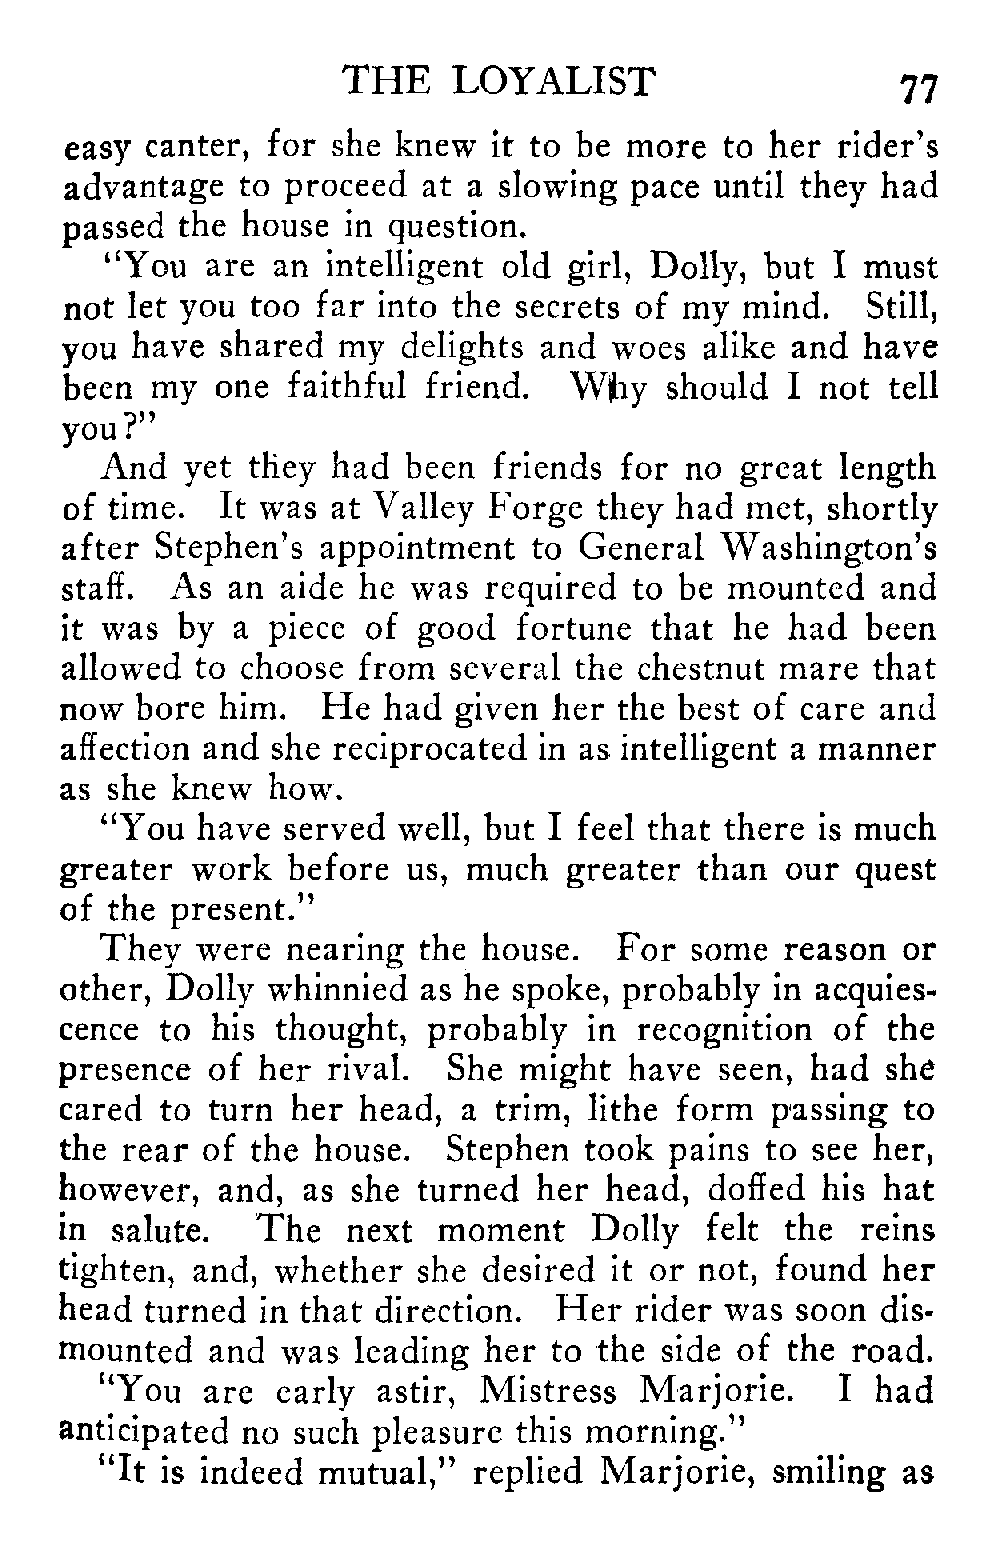 THE LOYALIST 77
easy canter, for she knew it to be more to her rider's
advantage to proceed at a slowing pace until they had
passed the house in question.
"You are an intelligent old girl, Dolly, but I must
not let you too far into the secrets of my mind. Still,
you have shared my delights and woes alike and have
been my one faithful friend. Why should I not tell
you?"
And yet they had been friends for no great length
of time. It was at Valley Forge they had met, shortly
after Stephen's appointment to General Washington's
staff. As an aide he was required to be mounted and
it was by a piece of good fortune that he had been
allowed to choose from several the chestnut mare that
now bore him. He had given her the best of care and
affection and she reciprocated in as intelligent a manner
as she knew how.
"You have served well, but I feel that there is much
greater work before us, much greater than our quest
of the present."
They were nearing the house. For some reason or
other, Dolly whinnied as he spoke, probably in acquies-
cence to his thought, probably in recognition of the
presence of her rival. She might have seen, had she
cared to turn her head, a trim, lithe form passing to
the rear of the house. Stephen took pains to see her,
however, and, as she turned her head, doffed his hat
in salute. The next moment Dolly felt the reins
tighten, and, whether she desired it or not, found her
head turned in that direction. Her rider was soon dis-
mounted and was leading her to the side of the road.
"You are early astir, Mistress Marjorie. I had
anticipated no such pleasure this morning."
"It is indeed mutual," replied Marjorie, smiling as